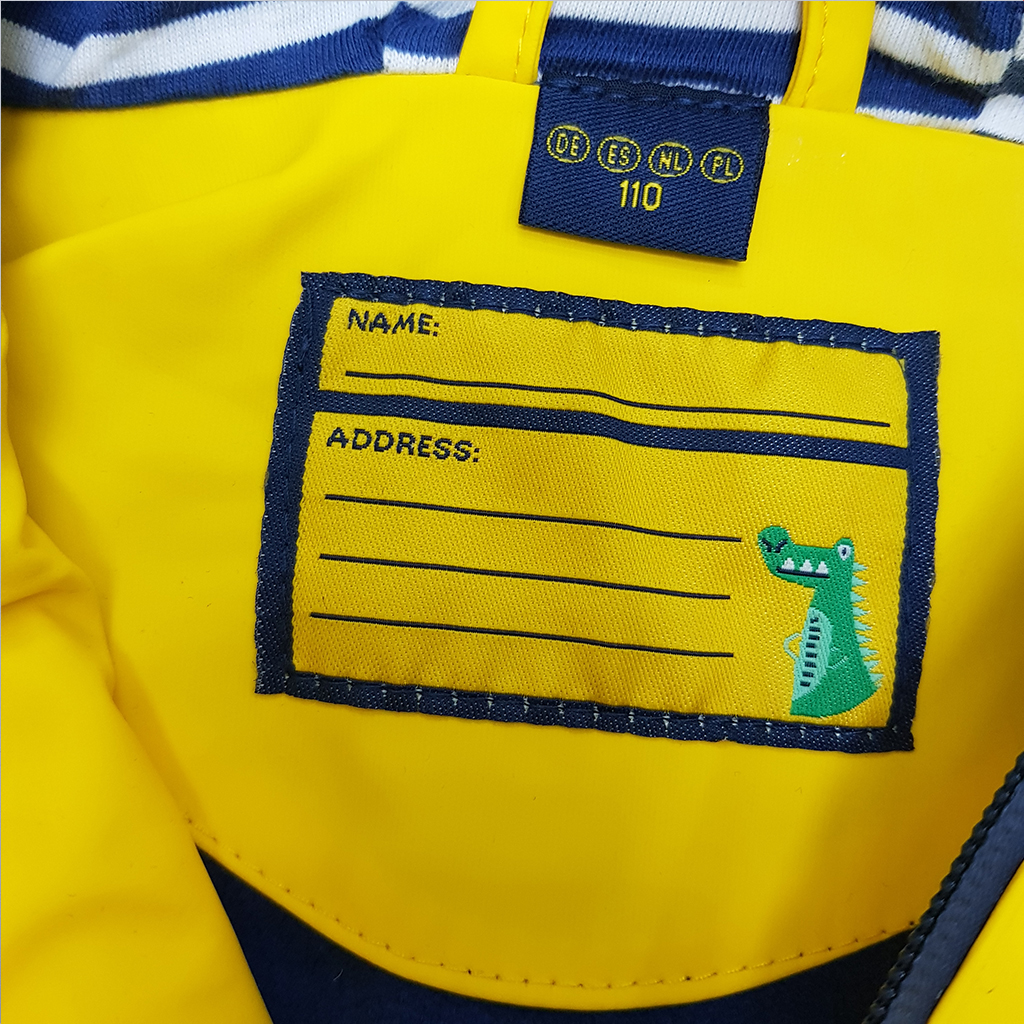 DE ES NL PL
110
NAME:
ADDRESS: